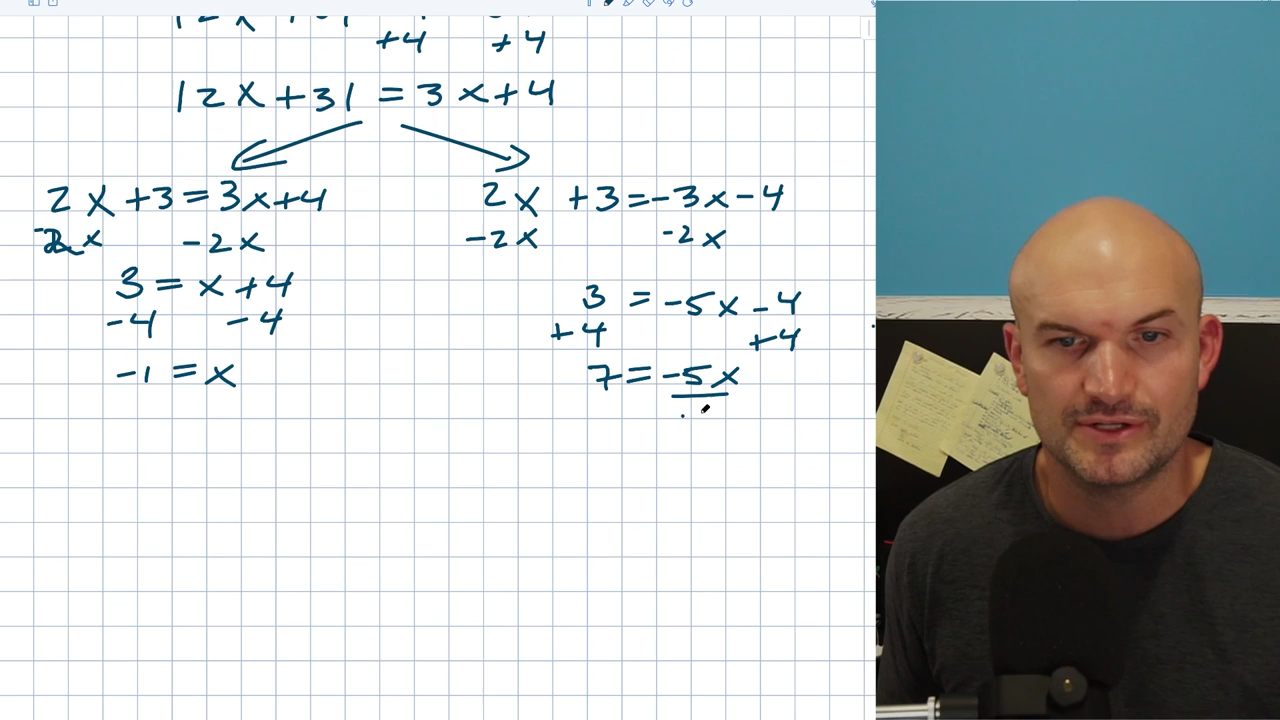 +4 +4
|2x+3| = 3x+4
2x+3=3x+4
-2x -2x
3 = x+4
-4 -4
-1 = x
2x +3=-3x-4
-2x -2x
3 = -5x-4
+4 +4
7=-5x